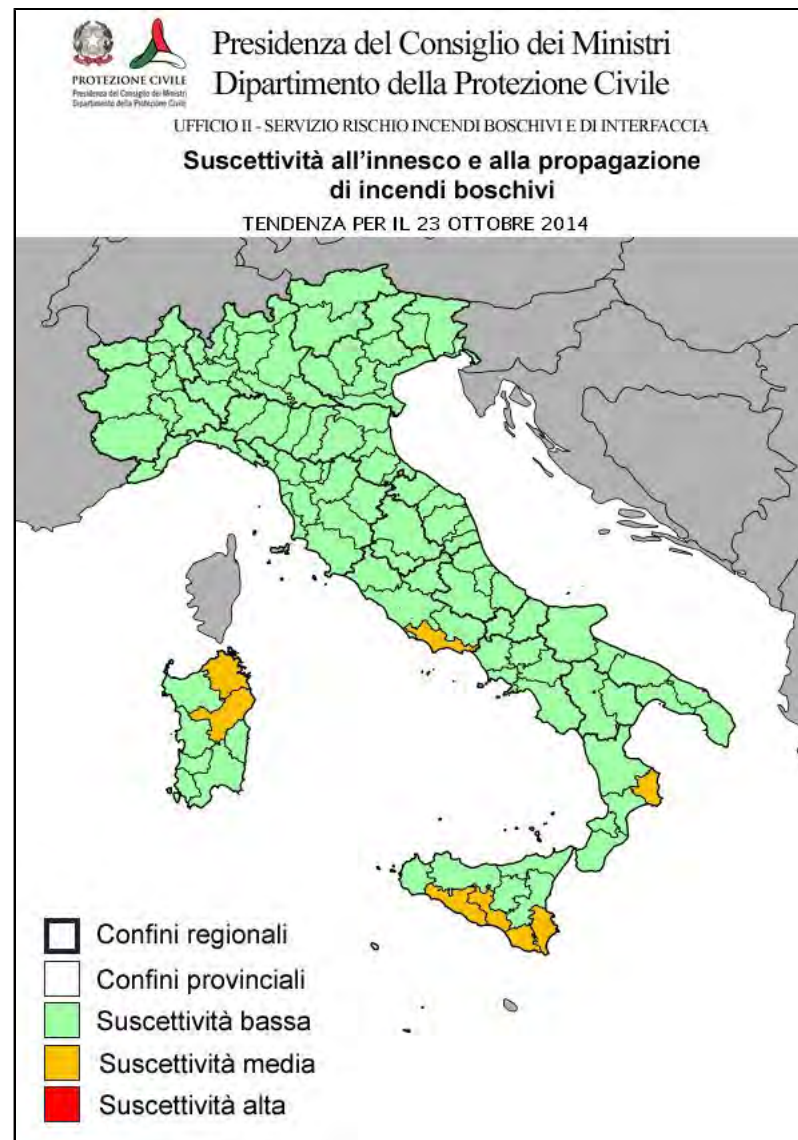 PROTEZIONE CIVILE
Presidenza del Consiglio dei Ministri
Dipartimento della Protezione Civile
Presidenza del Consiglio dei Ministri
Dipartimento della Protezione Civile
UFFICIO II - SERVIZIO RISCHIO INCENDI BOSCHIVI E DI INTERFACCIA
Suscettività all'innesco e alla propagazione
di incendi boschivi
TENDENZA PER IL 23 OTTOBRE 2014
Confini regionali
Confini provinciali
Suscettività bassa
Suscettività media
Suscettività alta